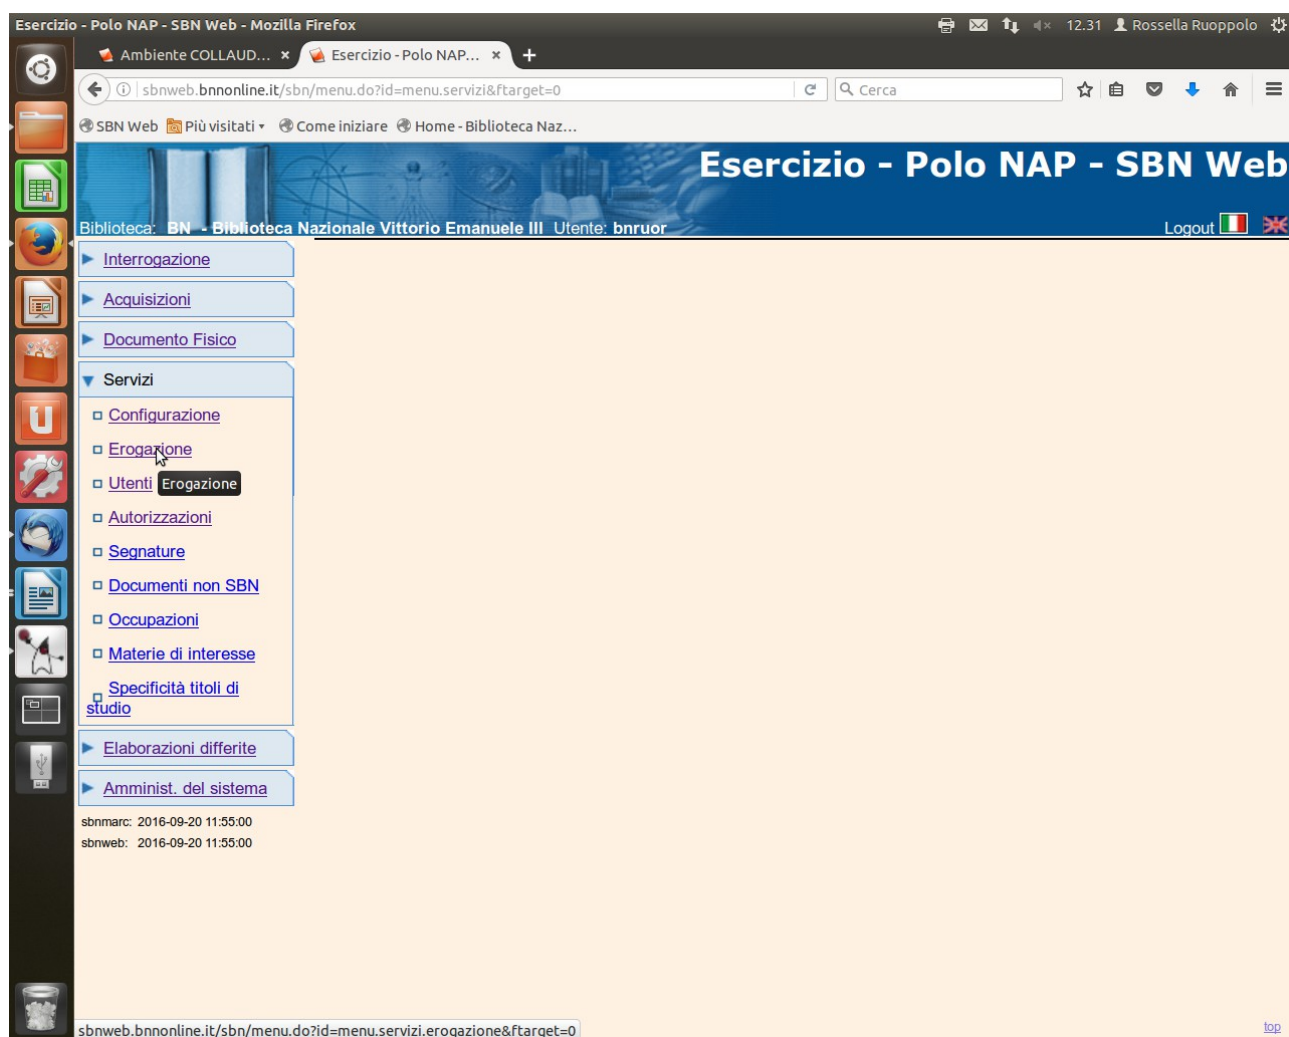 Esercizio - Polo NAP - SBN Web - Mozilla Firefox
12.31 Rossella Ruoppolo
Ambiente COLLAUD... × Esercizio - Polo NAP... × +
sbnweb.bnnonline.it/sbn/menu.do?id=menu.servizi&ftarget=0
Cerca
SBN Web Più visitati Come iniziare Home - Biblioteca Naz...
Esercizio - Polo NAP - SBN Web
Biblioteca: BN - Biblioteca Nazionale Vittorio Emanuele III Utente: bnruor
Logout
Interrogazione
Acquisizioni
Documento Fisico
Servizi
Configurazione
Erogazione
Utenti
Erogazione
Autorizzazioni
Segnature
Documenti non SBN
Occupazioni
Materie di interesse
Specificità titoli di
studio
Elaborazioni differite
Amminist. del sistema
sbnmarc: 2016-09-20 11:55:00
sbnweb: 2016-09-20 11:55:00
sbnweb.bnnonline.it/sbn/menu.do?id=menu.servizi.erogazione&ftarget=0
top